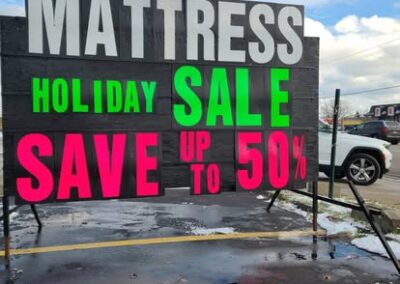 MATTRESS
HOLIDAY SALE
SAVE UP TO 50%